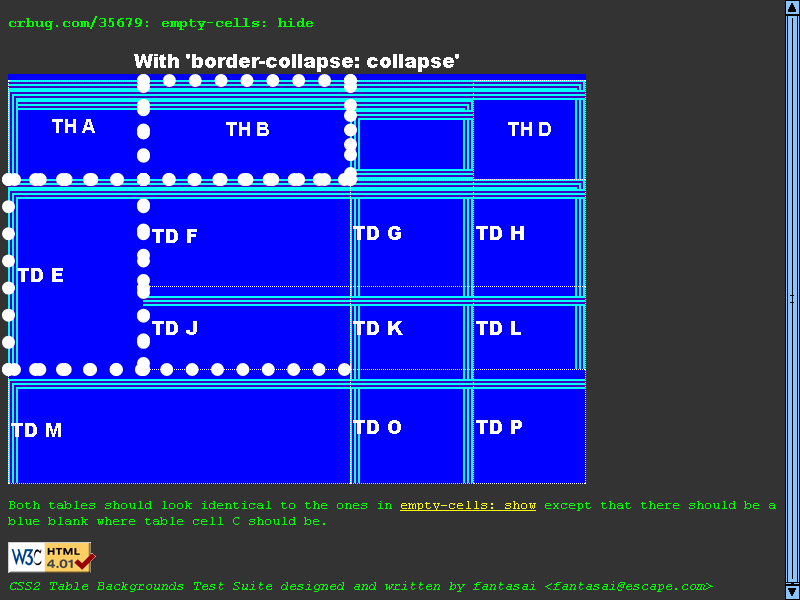 crbug.com/35679: empty-cells: hide
With 'border-collapse: collapse'
TH A
TH B
TH D
TD E
TD F
TD G
TD H
TD J
TD K
TD L
TD M
TD O
TD P
Both tables should look identical to the ones in empty-cells: show except that there should be a
blue blank where table cell C should be.
W3C HTML 4.01
CSS2 Table Backgrounds Test Suite designed and written by fantasai <fantasai@escape.com>